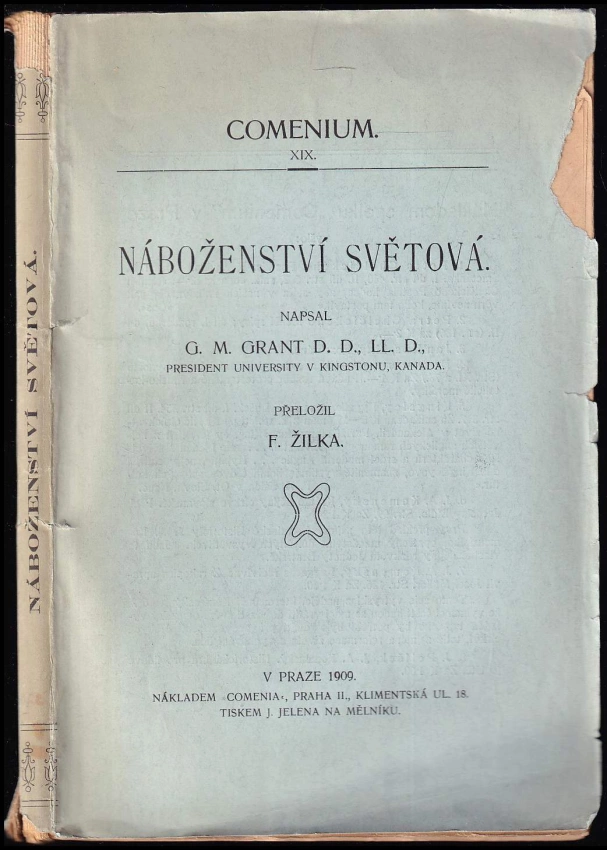 COMENIUM.
XIX.
NÁBOŽENSTVÍ SVĚTOVÁ.
NAPSAL
G. M. GRANT D. D., LL. D.,
PRESIDENT UNIVERSITY V KINGSTONU, KANADA.
PŘELOŽIL
F. ŽILKA.
V PRAZE 1909.
NÁKLADEM »COMENIA«, PRAHA II., KLIMENTSKÁ UL. 18.
TISKEM J. JELENA NA MĚLNÍKU.
NÁBOŽENSTVÍ SVĚTOVÁ.